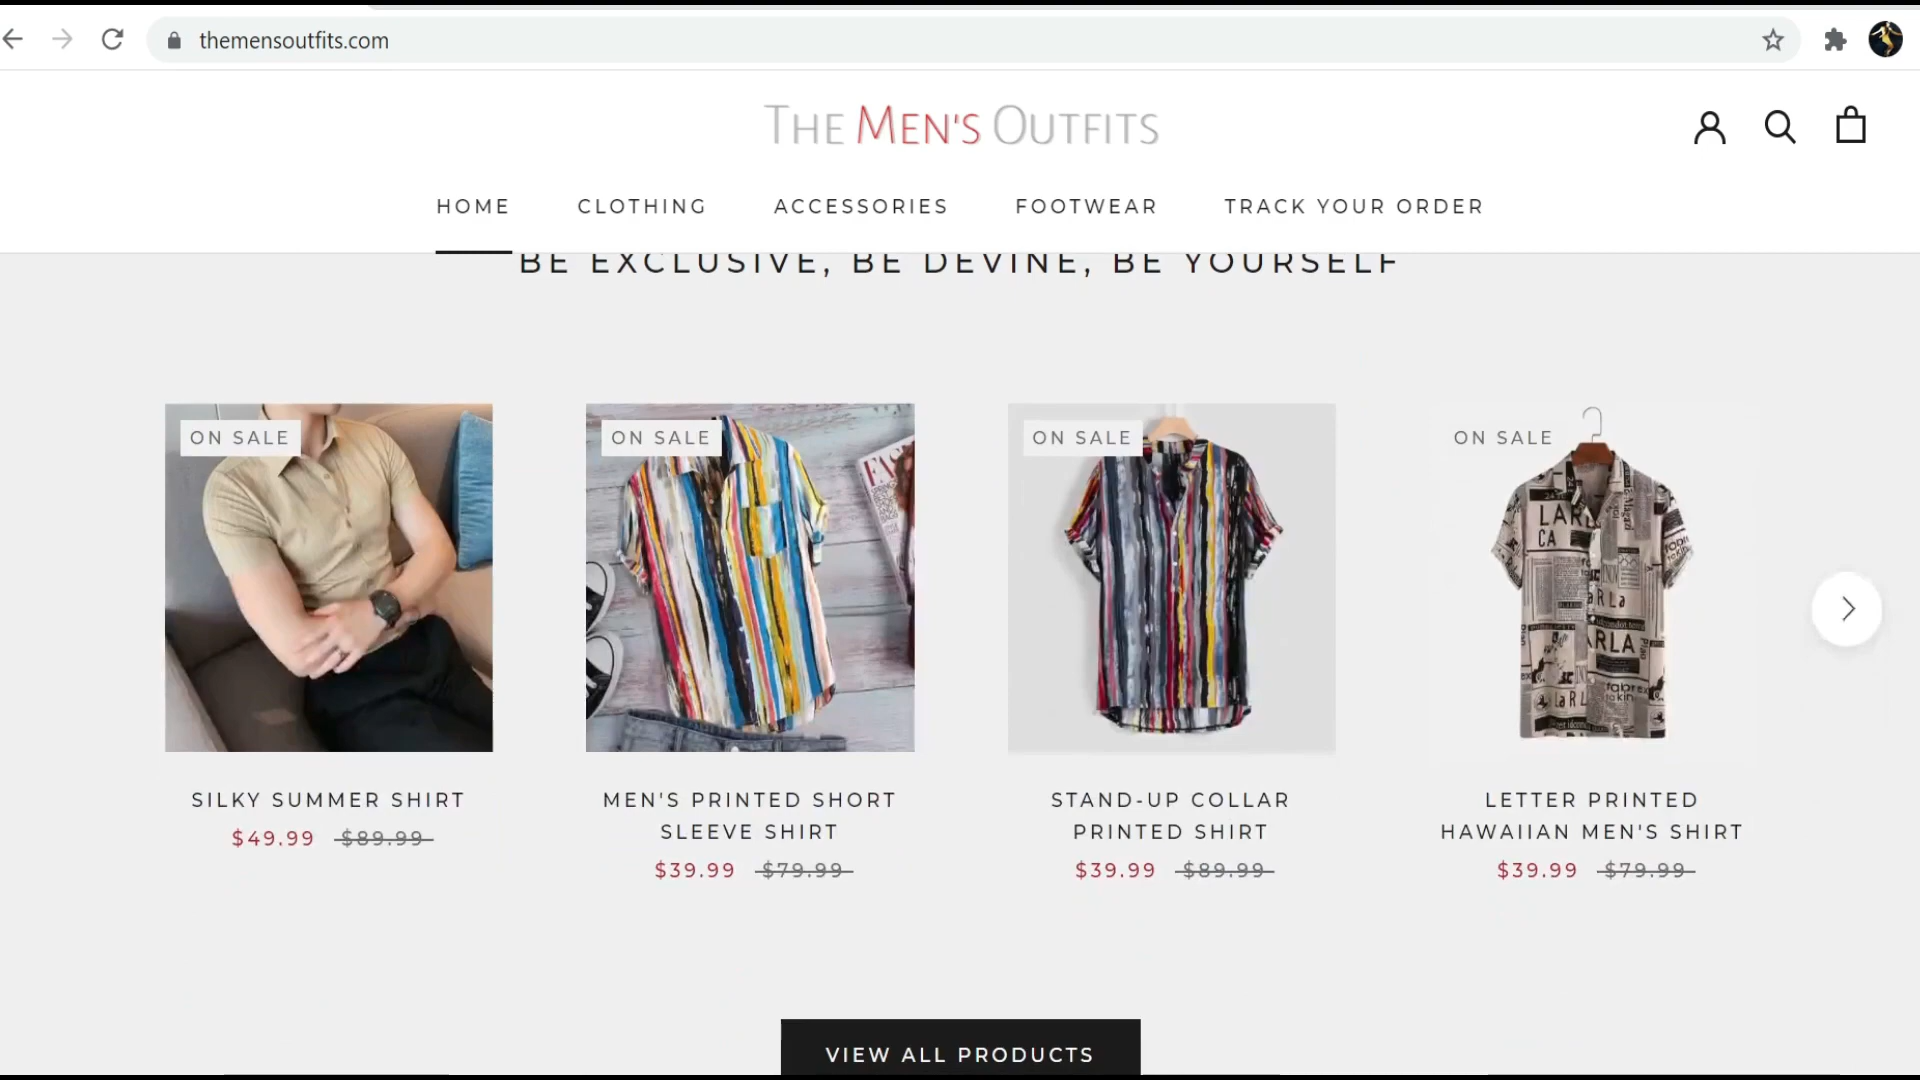 themensoutfits.com
THE MEN'S OUTFITS
HOME CLOTHING ACCESSORIES FOOTWEAR TRACK YOUR ORDER
BE EXCLUSIVE, BE DEVINE, BE YOURSELF
ON SALE ON SALE ON SALE ON SALE
LARL
CA
ARLA
SILKY SUMMER SHIRT
$49.99 $89.99
MEN'S PRINTED SHORT
SLEEVE SHIRT
$39.99 $79.99
STAND-UP COLLAR
PRINTED SHIRT
$39.99 $89.99
LETTER PRINTED
HAWAIIAN MEN'S SHIRT
$39.99 $79.99
VIEW ALL PRODUCTS